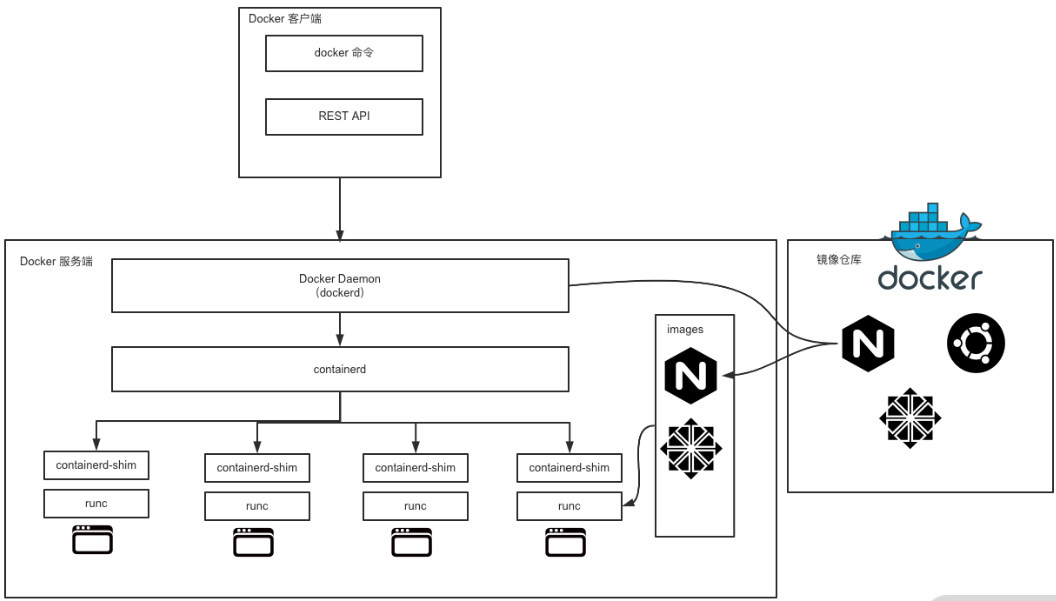 Docker 客户端
docker 命令
REST API
Docker 服务端
Docker Daemon
（dockerd）
containerd
containerd-shim
runc
containerd-shim
runc
containerd-shim
runc
containerd-shim
runc
images
N
镜像仓库
docker
N